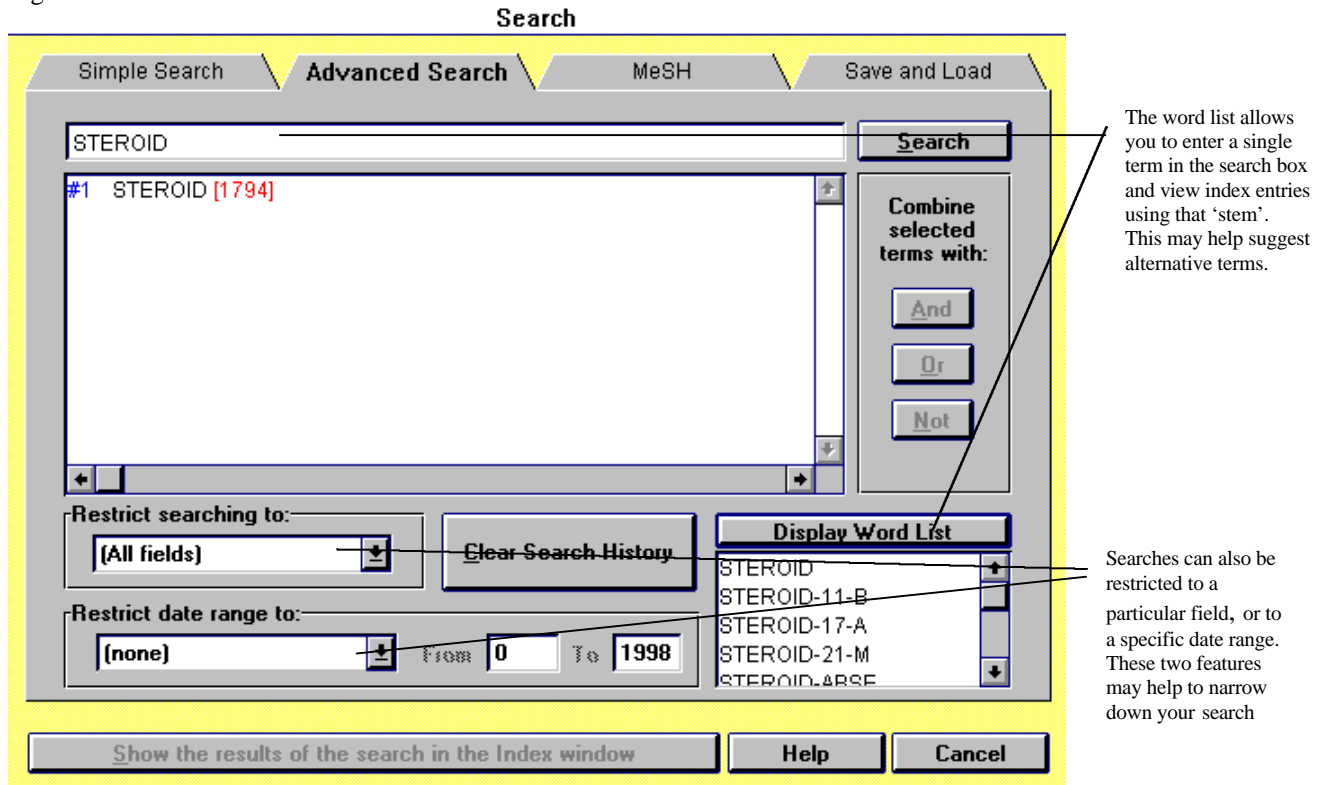 Search
Simple Search
Advanced Search
MeSH
Save and Load
STEROID
Search
#1 STEROID [1794]
Combine
selected
terms with:
And
Or
Not
Restrict searching to:
(All fields)
Clear Search History
Display Word List
STEROID
STEROID-11-B
STEROID-17-A
STEROID-21-M
STEROID-ABSE
Restrict date range to:
(none)
From 0 To 1998
Show the results of the search in the Index window
Help
Cancel
The word list allows
you to enter a single
term in the search box
and view index entries
using that ‘stem’.
This may help suggest
alternative terms.
Searches can also be
restricted to a
particular field, or to
a specific date range.
These two features
may help to narrow
down your search